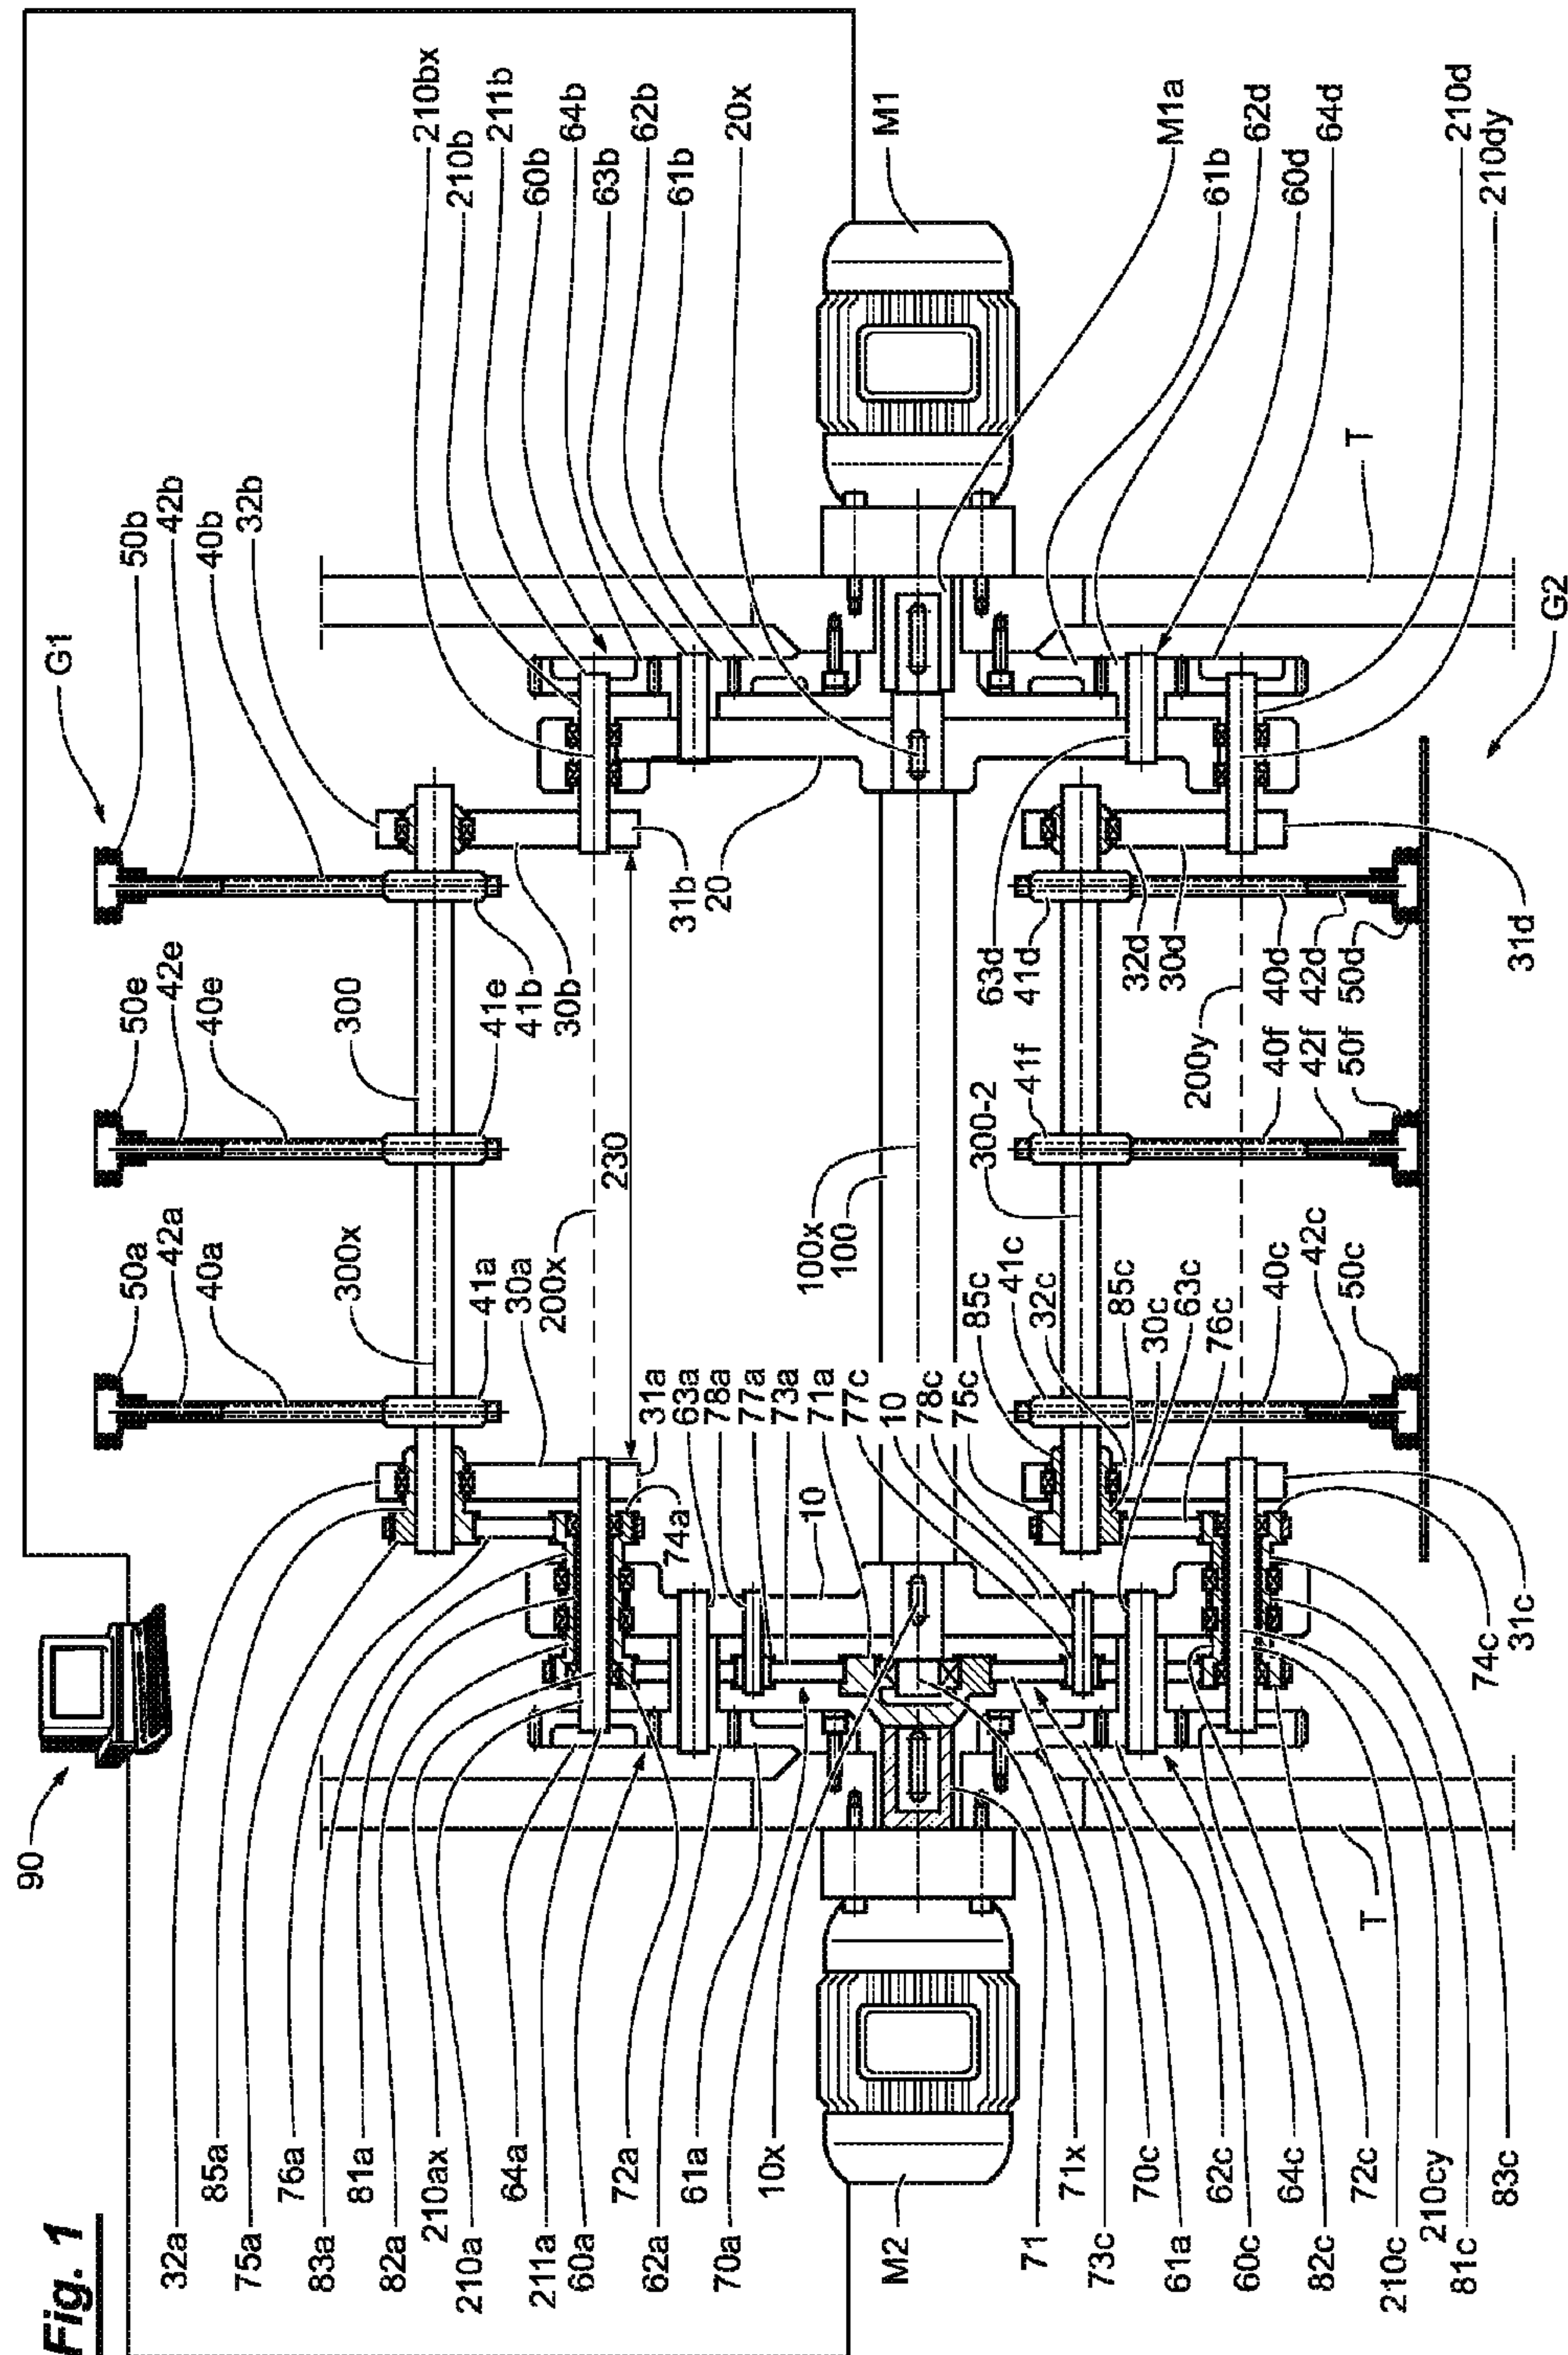 Fig. 1
90
G1
50a
42a
40a
300x
41a
30a
200x
50e
42e
40e
300
41e
41b
30b
230
50b
42b
40b
32b
31b
20
210bx
210b
211b
60b
64b
63b
62b
61b
20x
M1
M1a
61b
62d
60d
64d
210d
210dy
T
G2
32a
85a
75a
76a
83a
81a
82a
210ax
210a
64a
211a
60a
72a
62a
61a
70a
10x
M2
71
71x
73c
70c
61a
62c
60c
64c
82c
72c
210c
210cy
81c
83c
31a
63a
78a
77a
73a
71a
77c
10
78c
75c
74a
10
100x
100
85c
41c
32c
85c
30c
63c
76c
40c
42c
50c
300-2
41f
200y
40f
42f
50f
63d
41d
32d
30d
40d
42d
50d
31d
74c
31c
T